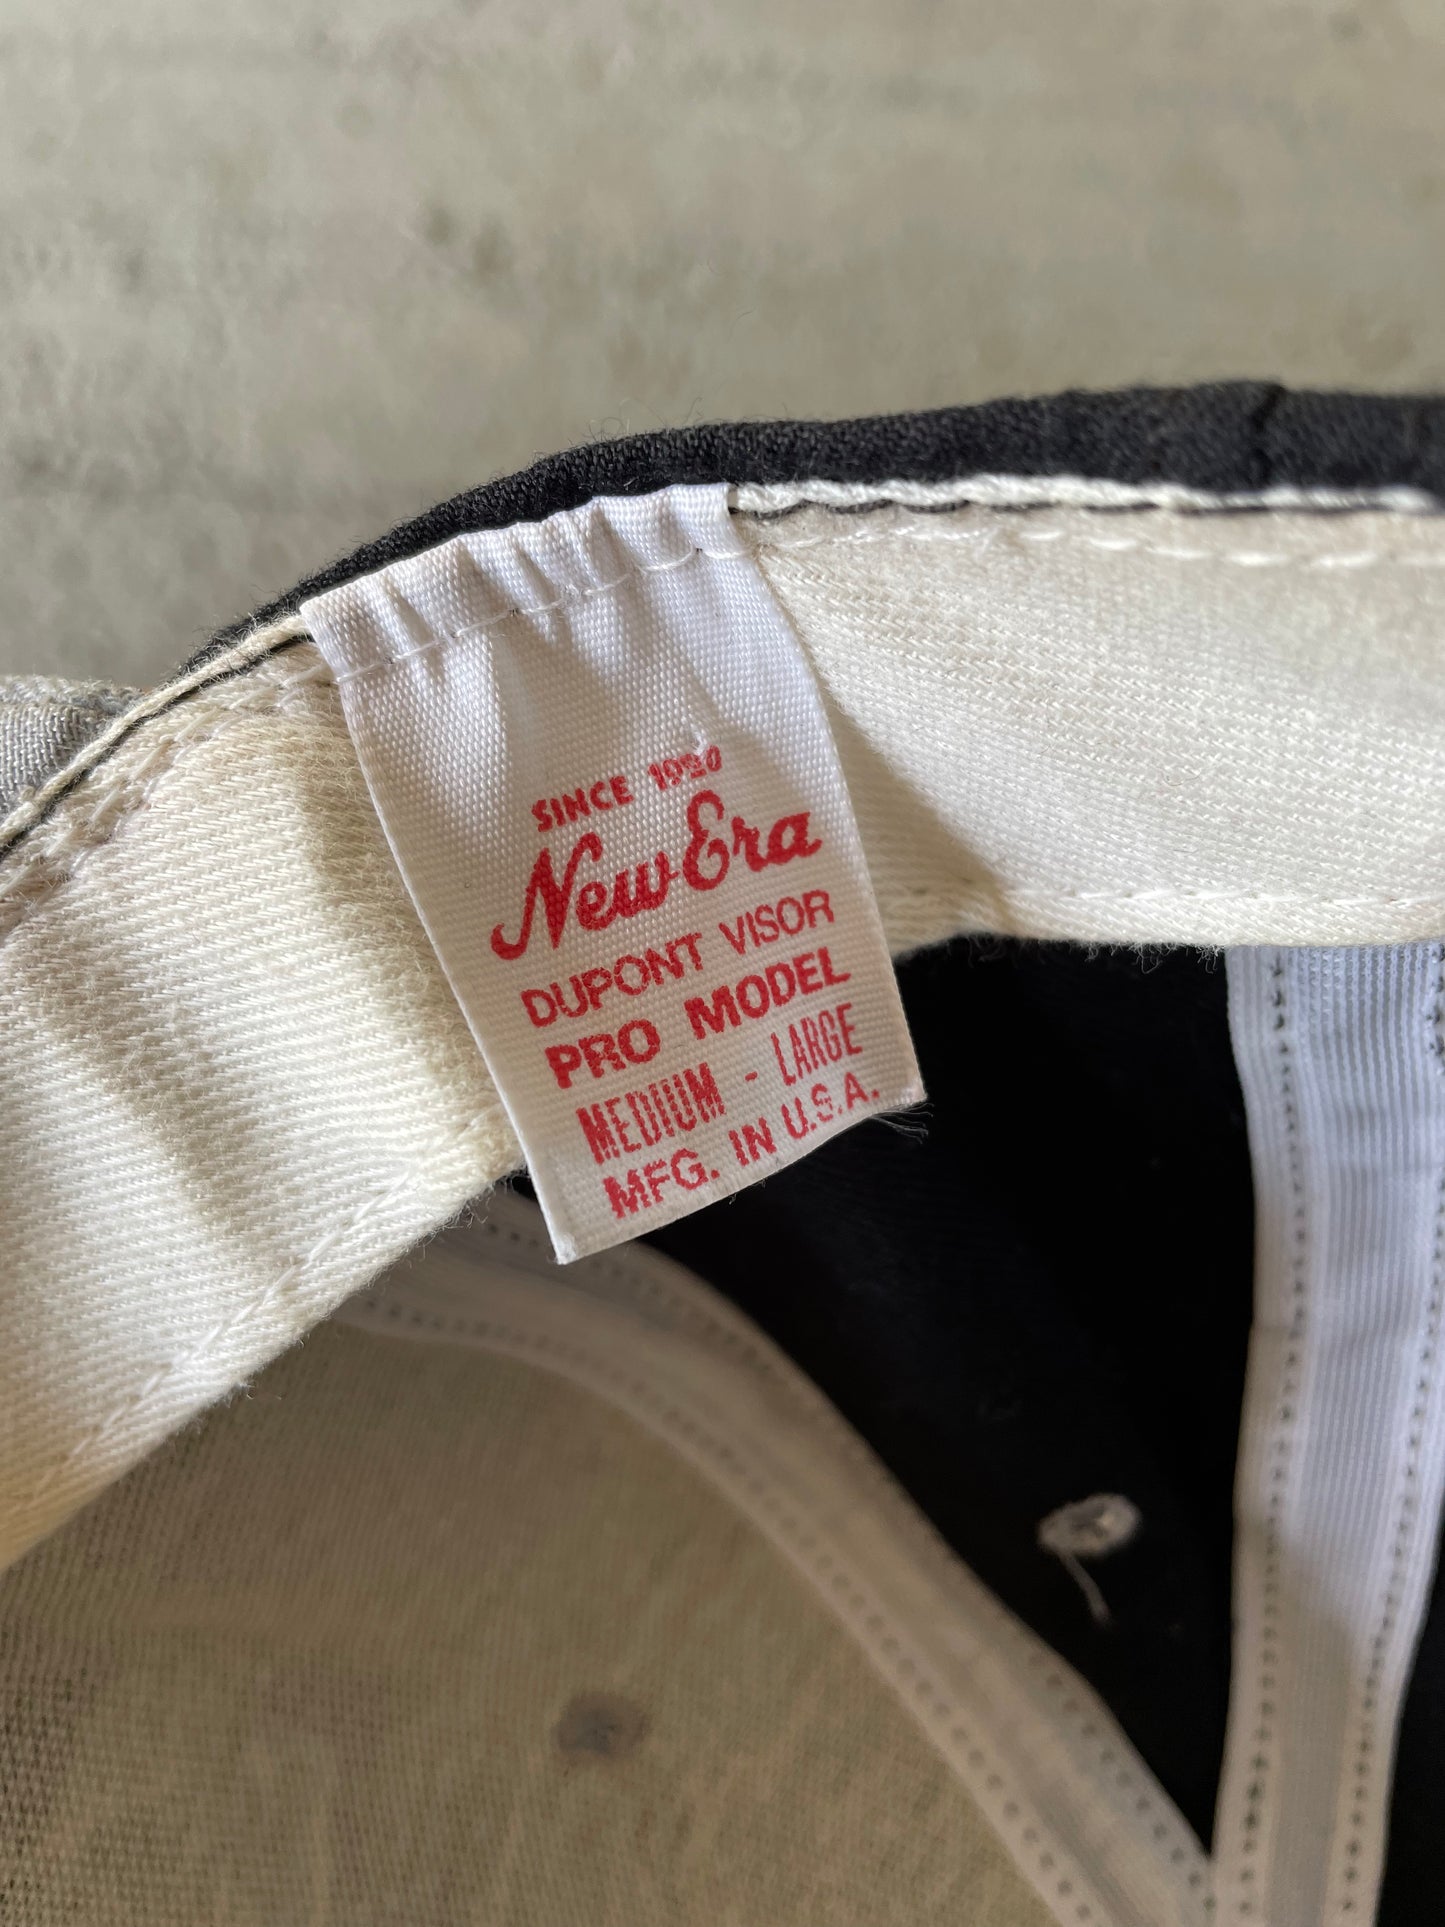 SINCE 1920
New Era
DUPONT VISOR
PRO MODEL
MEDIUM - LARGE
MFG. IN U.S.A.